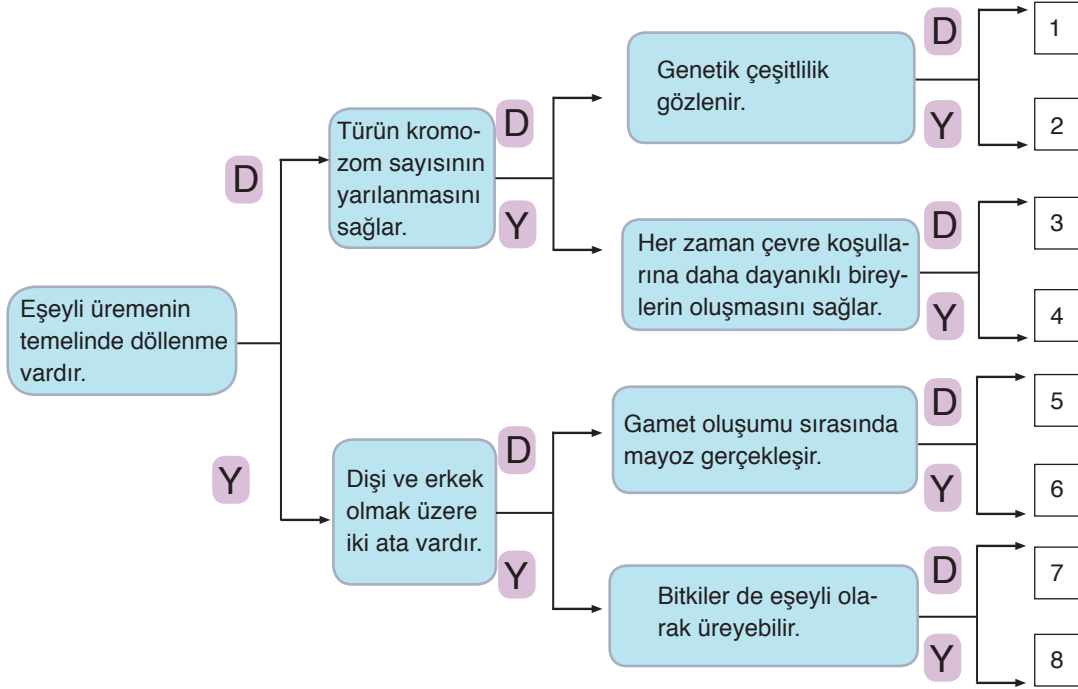 Eşeyli üremenin
temelinde döllenme
vardır.
D
Y
Türün kromo-
zom sayısının
yarılanmasını
sağlar.
D
Y
Dişi ve erkek
olmak üzere
iki ata vardır.
D
Y
Genetik çeşitlilik
gözlenir.
D
Y
1
2
Her zaman çevre koşulla-
rına daha dayanıklı birey-
lerin oluşmasını sağlar.
D
Y
3
4
Gamet oluşumu sırasında
mayoz gerçekleşir.
D
Y
5
6
Bitkiler de eşeyli ola-
rak üreyebilir.
D
Y
7
8